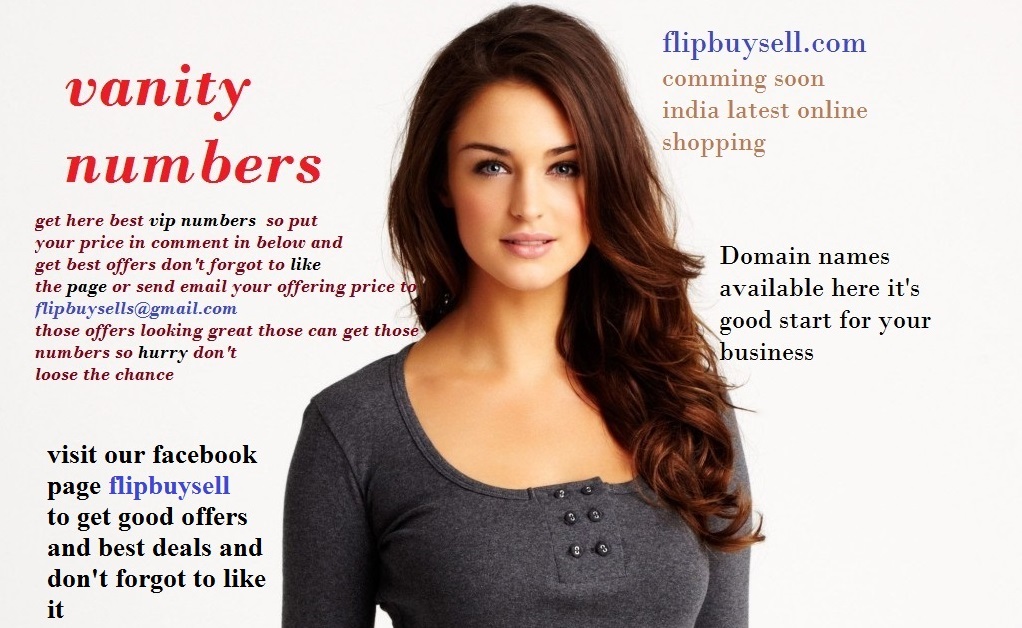 vanity
numbers
get here best vip numbers so put
your price in comment in below and
get best offers don't forgot to like
the page or send email your offering price to
flipbuysells@gmail.com
those offers looking great those can get those
numbers so hurry don't
loose the chance
visit our facebook
page flipbuysell
to get good offers
and best deals and
don't forgot to like
it
flipbuysell.com
comming soon
india latest online
shopping
Domain names
available here it's
good start for your
business